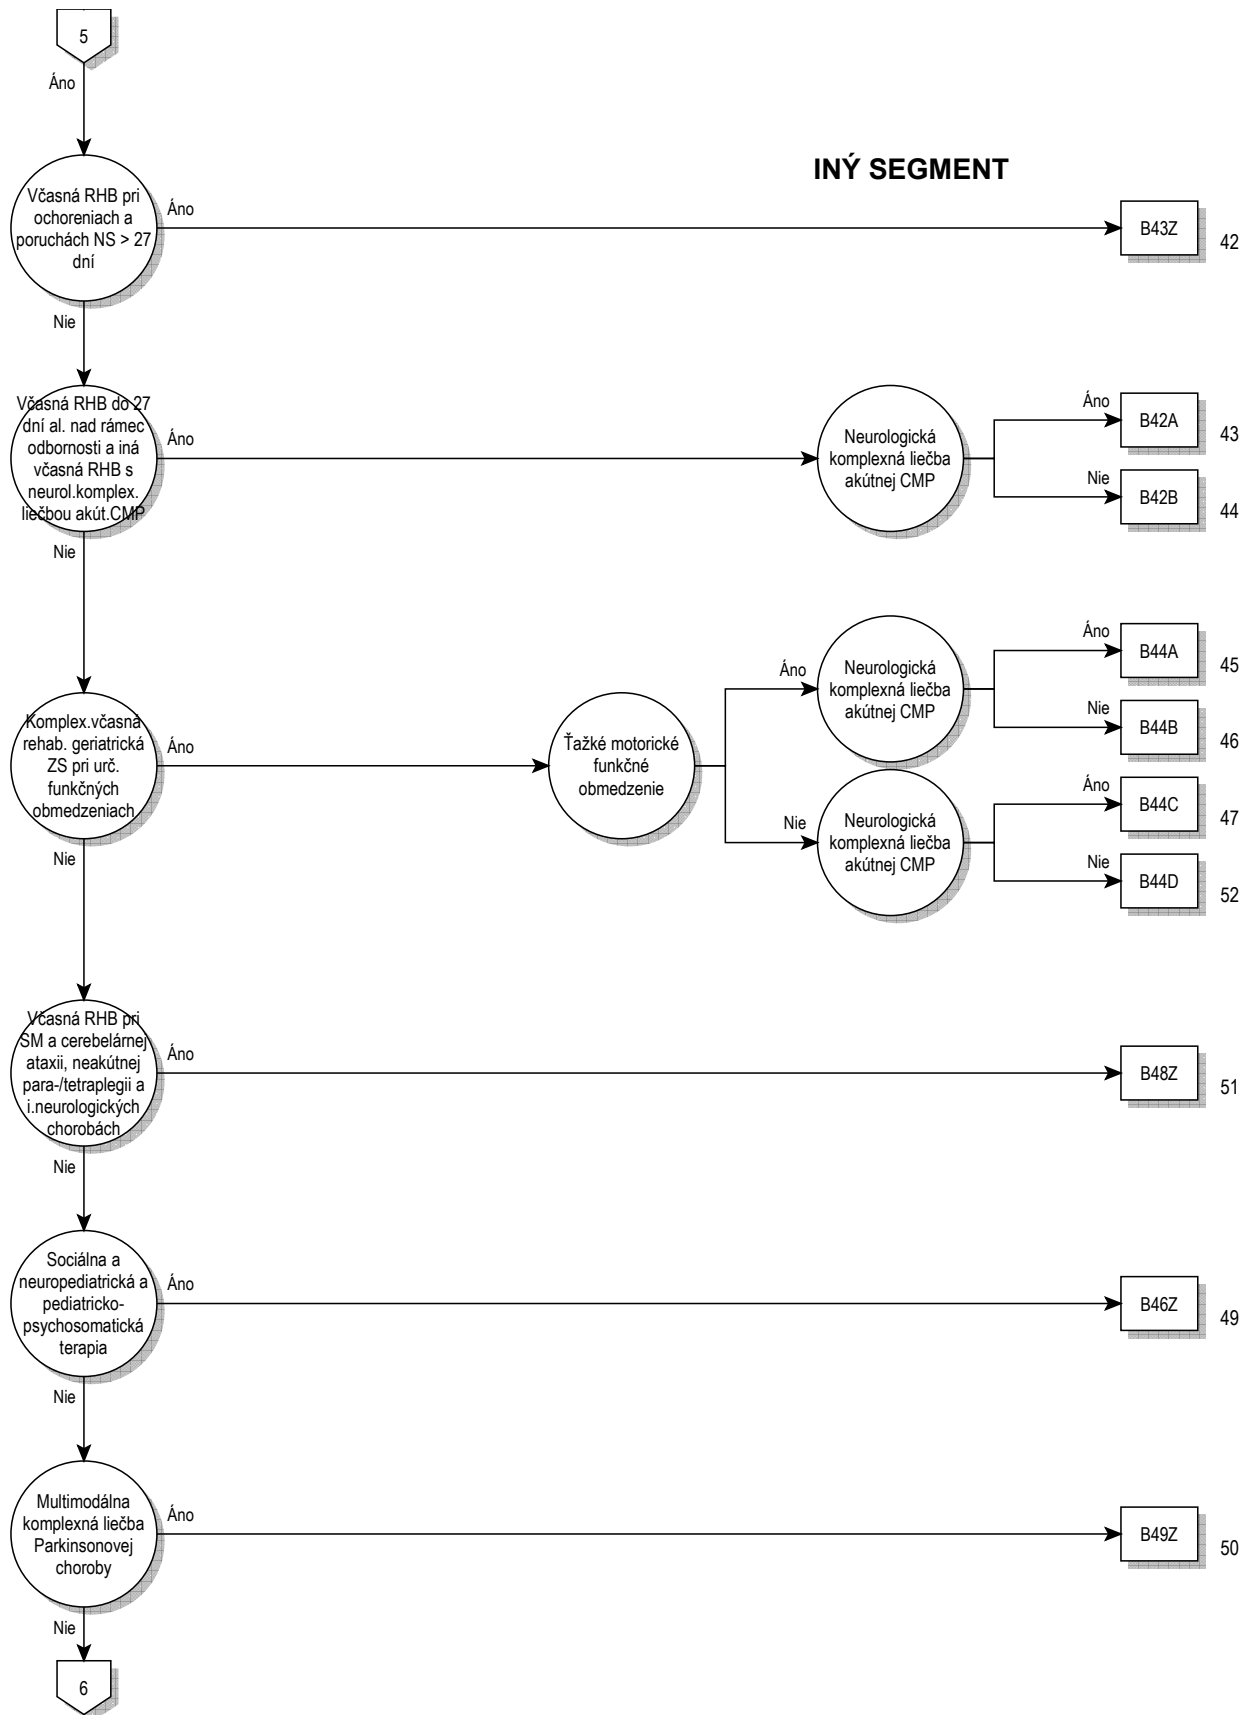 5
Áno
INÝ SEGMENT
Včasná RHB pri
ochoreniach a
poruchách NS > 27
dní
Áno
B43Z
42
Nie
Včasná RHB do 27
dní al. nad rámec
odbornosti a iná
včasná RHB s
neurol.komplex.
liečbou akút.CMP
Áno
Neurologická
komplexná liečba
akútnej CMP
Áno
B42A
43
Nie
B42B
44
Nie
Komplex.včasná
rehab. geriatrická
ZS pri urč.
funkčných
obmedzeniach
Áno
Ťažké motorické
funkčné
obmedzenie
Áno
Neurologická
komplexná liečba
akútnej CMP
Áno
B44A
45
Nie
B44B
46
Nie
Neurologická
komplexná liečba
akútnej CMP
Áno
B44C
47
Nie
B44D
52
Nie
Včasná RHB pri
SM a cerebelárnej
ataxii, neakútnej
para-/tetraplegii a
i.neurologických
chorobách
Áno
B48Z
51
Nie
Sociálna a
neuropediatrická a
pediatricko-
psychosomatická
terapia
Áno
B46Z
49
Nie
Multimodálna
komplexná liečba
Parkinsonovej
choroby
Áno
B49Z
50
Nie
6